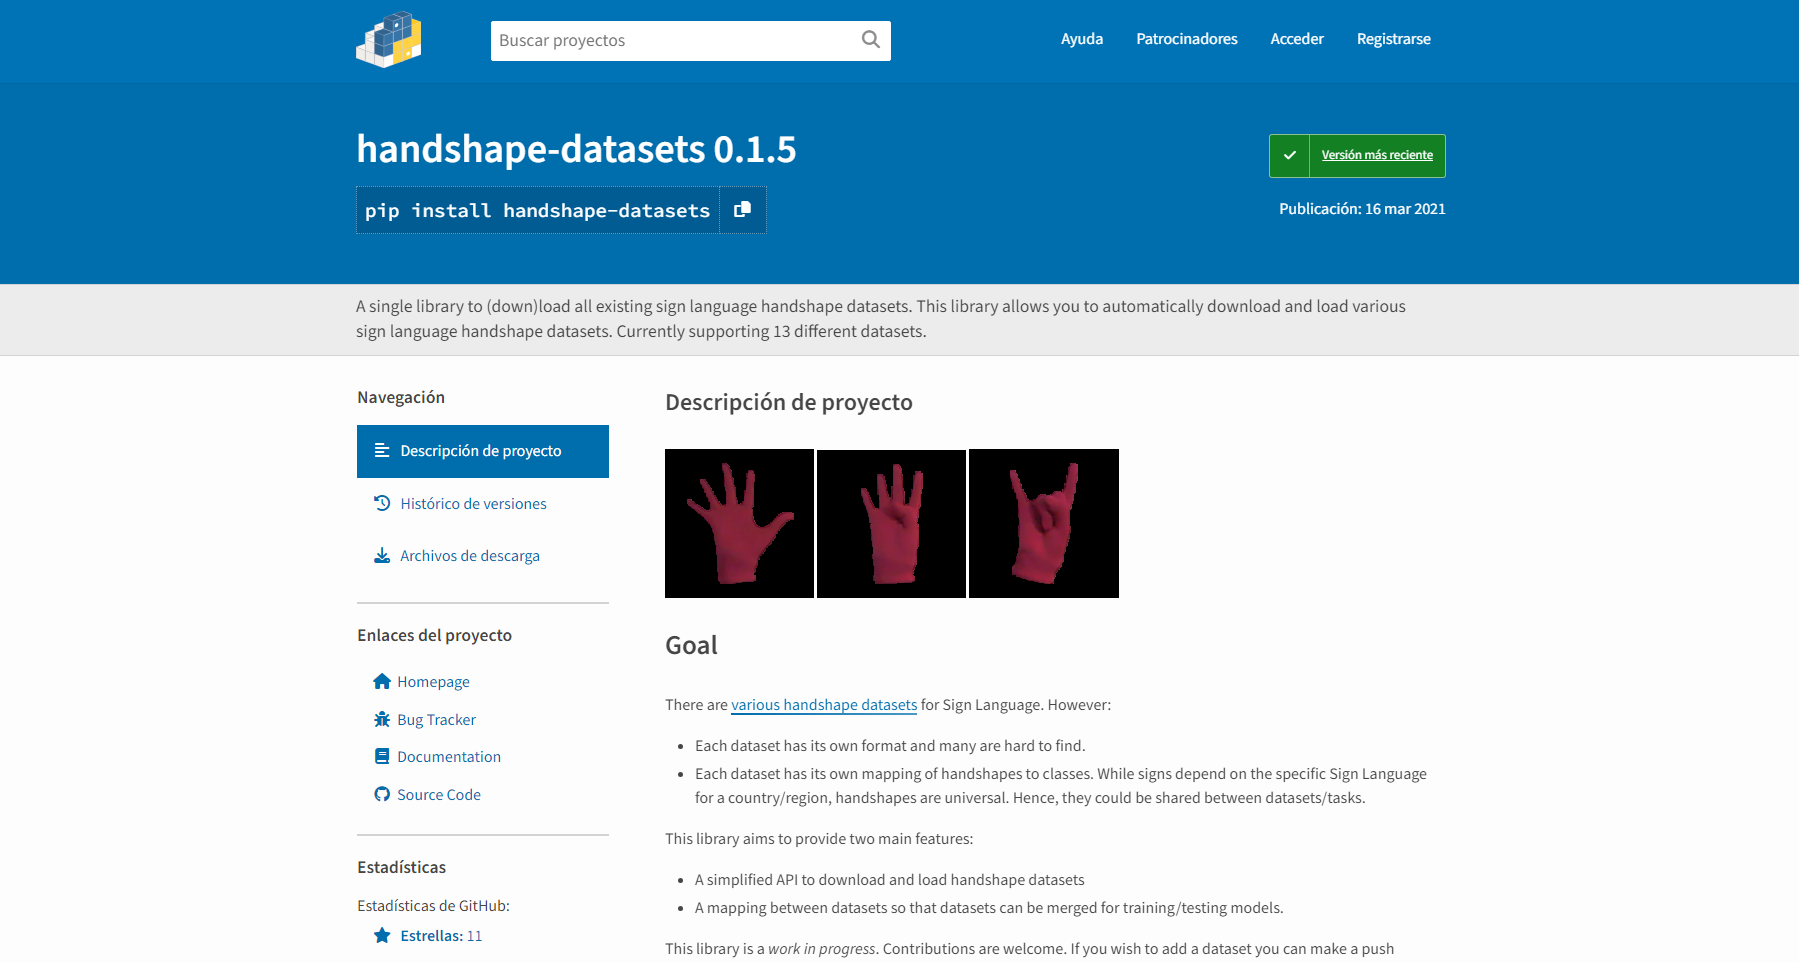 Buscar proyectos
Ayuda
Patrocinadores
Acceder
Registrarse
handshape-datasets 0.1.5
pip install handshape-datasets
Versión más reciente
Publicación: 16 mar 2021
A single library to (down)load all existing sign language handshape datasets. This library allows you to automatically download and load various
sign language handshape datasets. Currently supporting 13 different datasets.
Navegación
Descripción de proyecto
Histórico de versiones
Archivos de descarga
Enlaces del proyecto
Homepage
Bug Tracker
Documentation
Source Code
Estadísticas
Estadísticas de GitHub:
Estrellas: 11
Descripción de proyecto
Goal
There are various handshape datasets for Sign Language. However:
• Each dataset has its own format and many are hard to find.
• Each dataset has its own mapping of handshapes to classes. While signs depend on the specific Sign Language
for a country/region, handshapes are universal. Hence, they could be shared between datasets/tasks.
This library aims to provide two main features:
• A simplified API to download and load handshape datasets
• A mapping between datasets so that datasets can be merged for training/testing models.
This library is a work in progress. Contributions are welcome. If you wish to add a dataset you can make a push